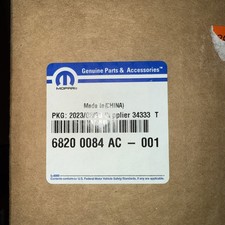 MOPAR
Genuine Parts & Accessories
Made in CHINA)
PKG: 2023/ Supplier 34333 T
6820 0084 AC – 001